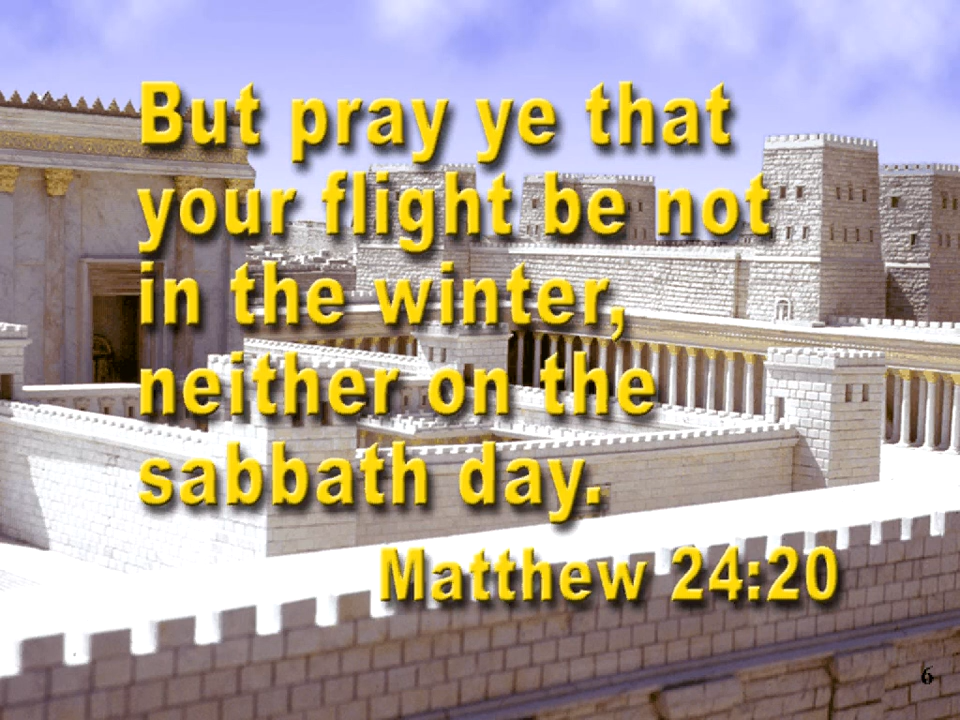 But pray ye that
your flight be not
in the winter,
neither on the
sabbath day.
Matthew 24:20
6